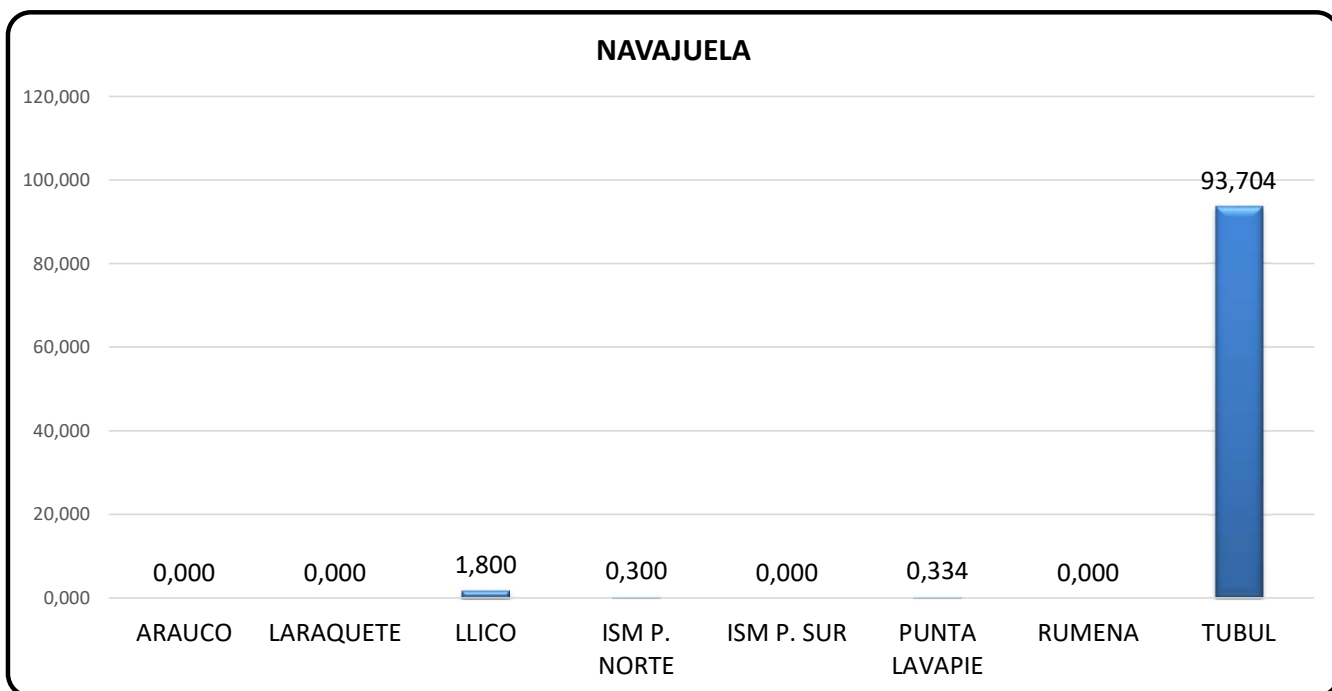 NAVAJUELA
120,000
100,000
80,000
60,000
40,000
20,000
0,000
0,000
0,000
1,800
0,300
0,000
0,334
0,000
93,704
ARAUCO
LARAQUETE
LLICO
ISM P.
NORTE
ISM P. SUR
PUNTA
LAVAPIE
RUMENA
TUBUL